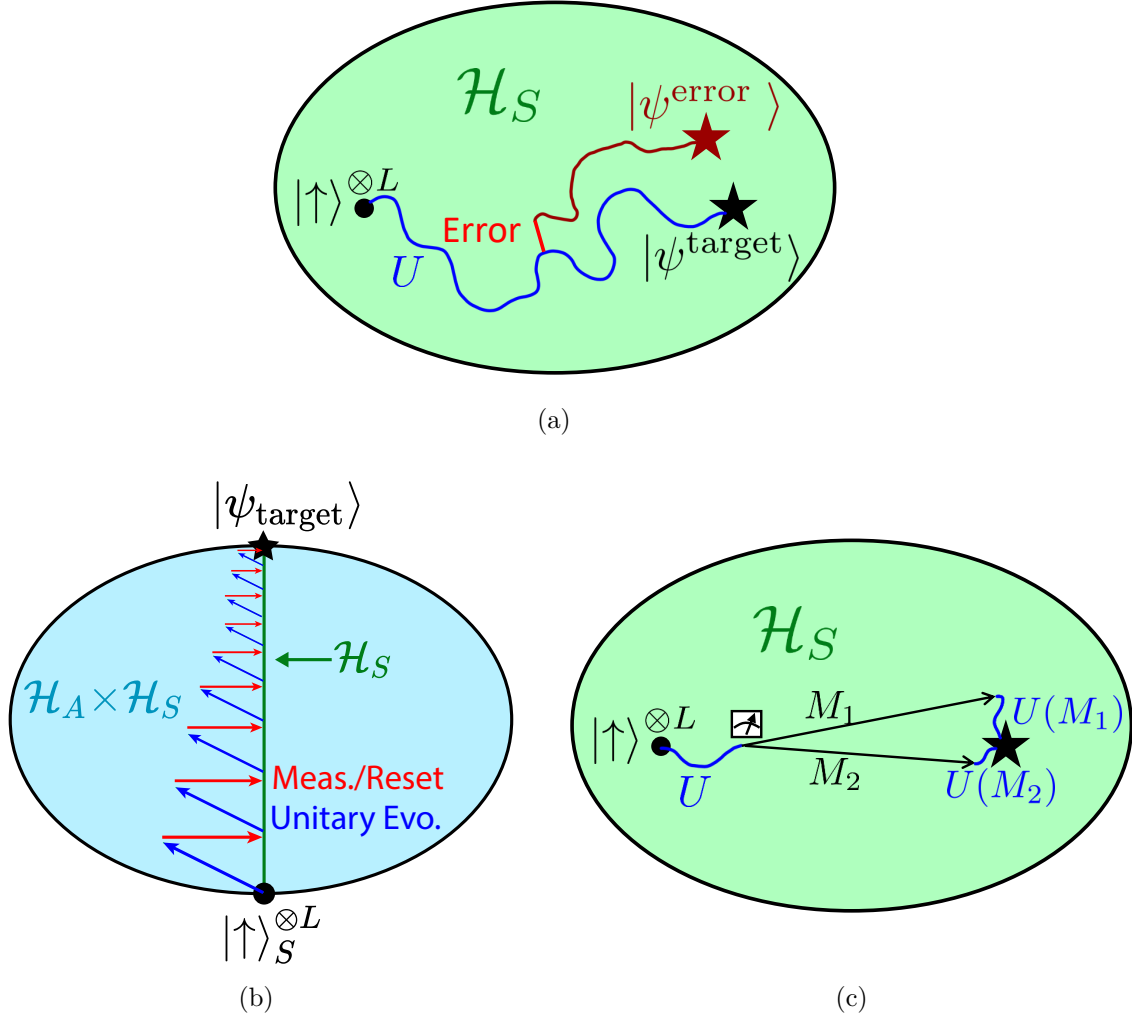 ℋ_S
|ψ^error⟩
|↑⟩^⊗L
Error
U
|ψ^target⟩
(a)
|ψ_target⟩
ℋ_S
ℋ_A×ℋ_S
Meas./Reset
Unitary Evo.
|↑⟩_S^⊗L
(b)
ℋ_S
|↑⟩^⊗L
U
M_1
M_2
U(M_1)
U(M_2)
(c)